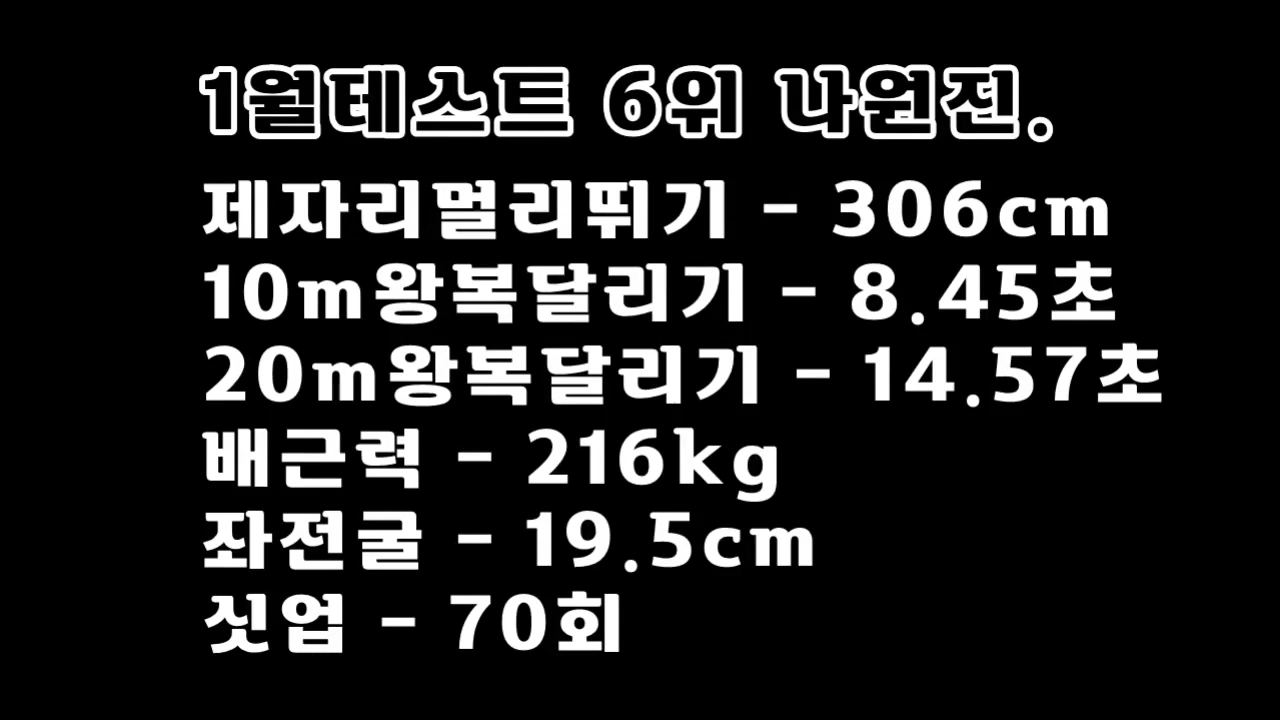 1월테스트 6위 나원진.
제자리멀리뛰기 - 306cm
10m왕복달리기 - 8.45초
20m왕복달리기 - 14.57초
배근력 - 216kg
좌전굴 - 19.5cm
싯업 - 70회